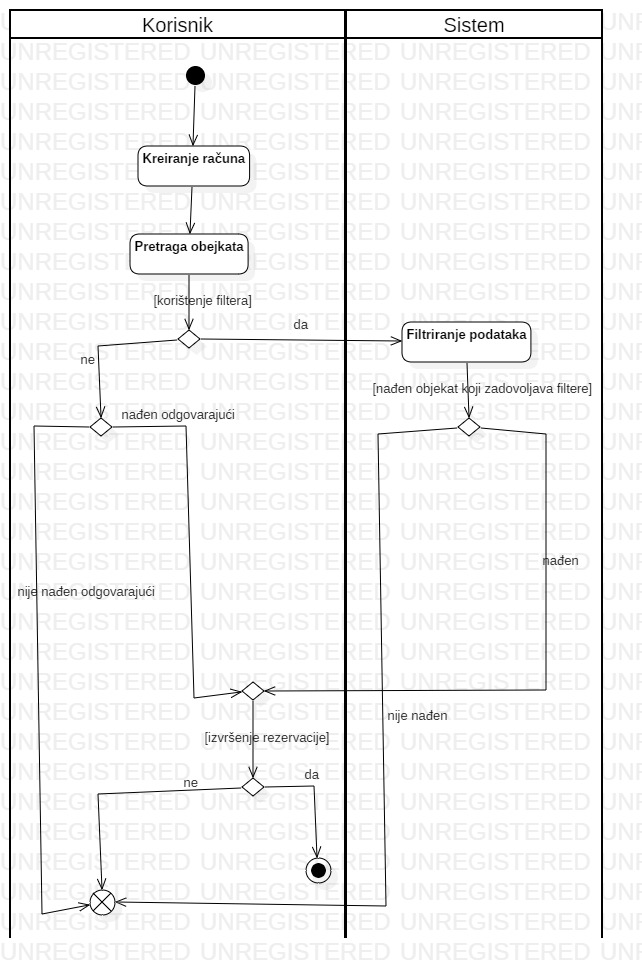 Korisnik
Sistem
Kreiranje računa
Pretraga obejkata
[korištenje filtera]
da
Filtriranje podataka
ne
[nađen objekat koji zadovoljava filtere]
nađen odgovarajući
nađen
nije nađen odgovarajući
nije nađen
[izvršenje rezervacije]
da
ne
UNREGISTERED